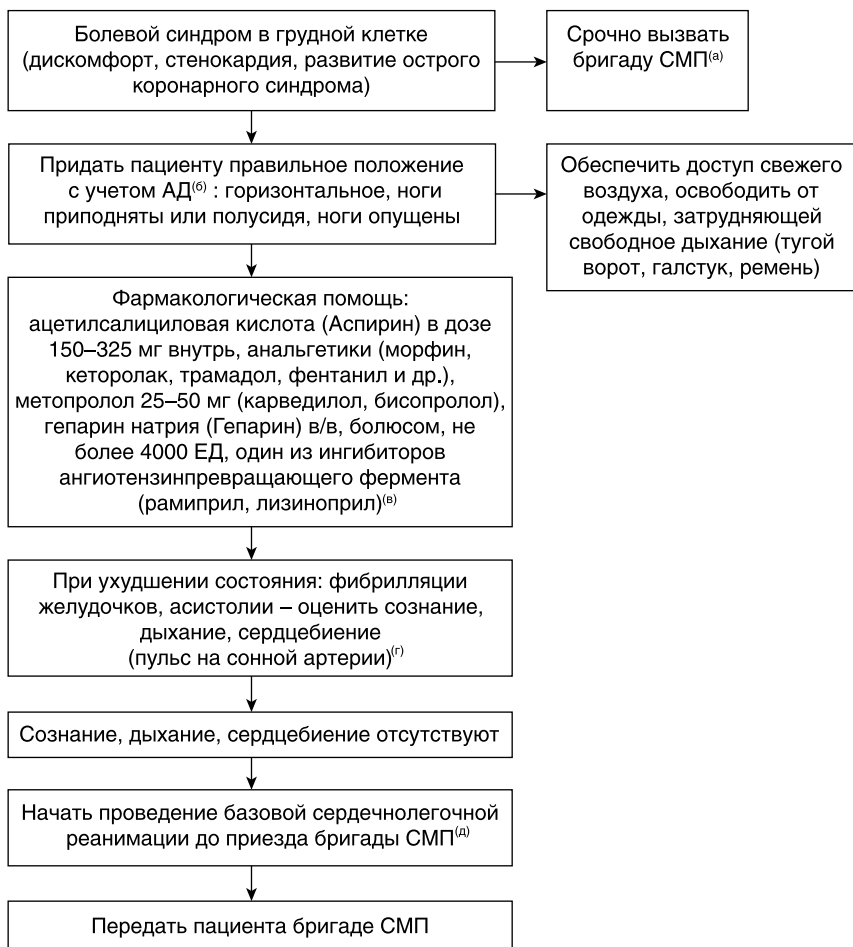 Болевой синдром в грудной клетке
(дискомфорт, стенокардия, развитие острого
коронарного синдрома)
Срочно вызвать
бригаду СМП(а)
Придать пациенту правильное положение
с учетом АД(б) : горизонтальное, ноги
приподняты или полусидя, ноги опущены
Обеспечить доступ свежего
воздуха, освободить от
одежды, затрудняющей
свободное дыхание (тугой
ворот, галстук, ремень)
Фармакологическая помощь:
ацетилсалициловая кислота (Аспирин) в дозе
150–325 мг внутрь, анальгетики (морфин,
кеторолак, трамадол, фентанил и др.),
метопролол 25–50 мг (карведилол, бисопролол),
гепарин натрия (Гепарин) в/в, болюсом, не
более 4000 ЕД, один из ингибиторов
ангиотензинпревращающего фермента
(рамиприл, лизиноприл)(в)
При ухудшении состояния: фибрилляции
желудочков, асистолии – оценить сознание,
дыхание, сердцебиение
(пульс на сонной артерии)(г)
Сознание, дыхание, сердцебиение отсутствуют
Начать проведение базовой сердечнолегочной
реанимации до приезда бригады СМП(д)
Передать пациента бригаде СМП